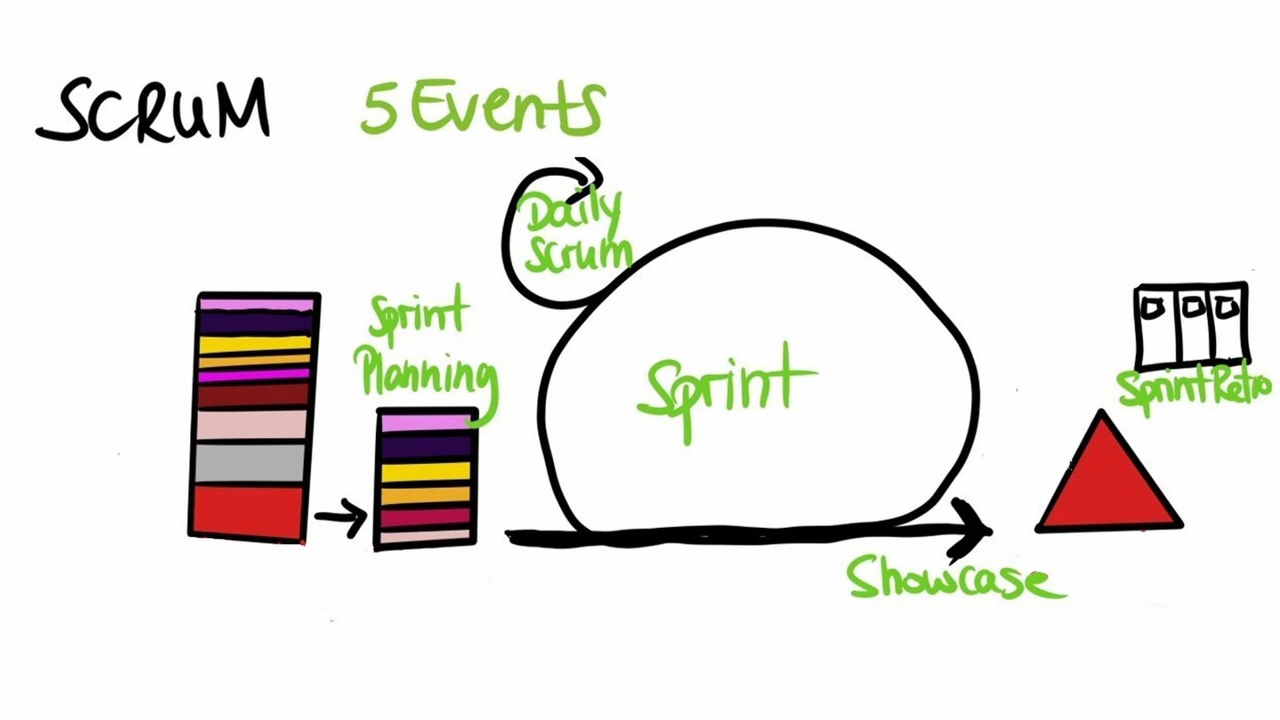 SCRUM 5 Events
Daily
Scrum
Sprint
Planning
Sprint
Sprint Retro
Showcase